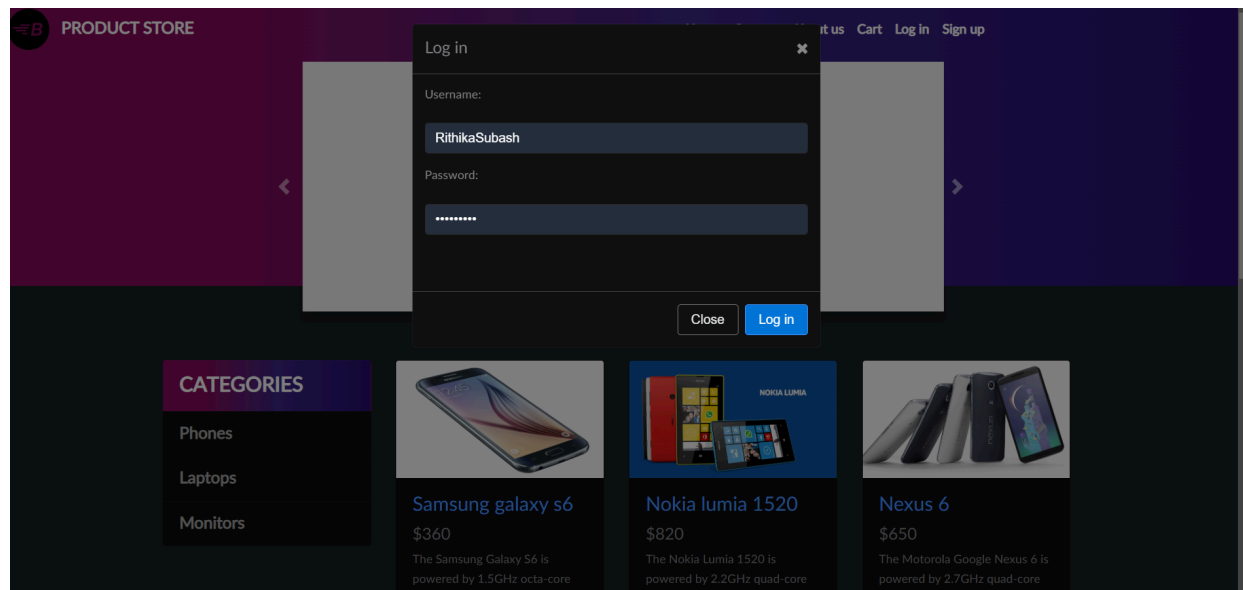 PRODUCT STORE
ut us Cart Log in Sign up
Log in
Username:
RithikaSubash
Password:
•••••••••
Close Log in
CATEGORIES
Phones
Laptops
Monitors
NOKIA LUMIA
Samsung galaxy s6
$360
The Samsung Galaxy S6 is
powered by 1.5GHz octa-core
Nokia lumia 1520
$820
The Nokia Lumia 1520 is
powered by 2.2GHz quad-core
nexus
Nexus 6
$650
The Motorola Google Nexus 6 is
powered by 2.7GHz quad-core